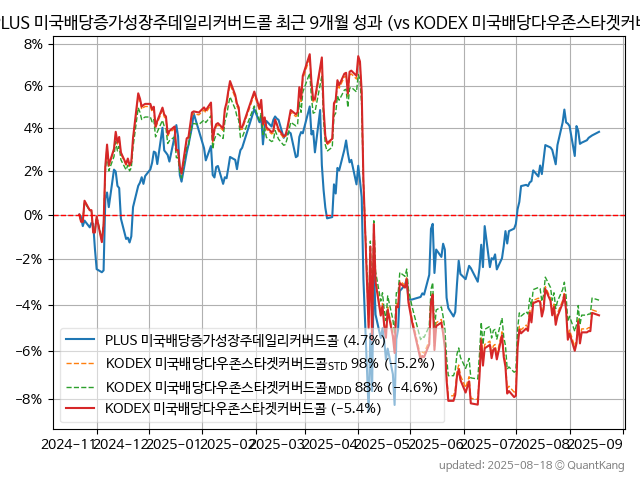 PLUS 미국배당증가성장주데일리커버드콜 최근 9개월 성과 (vs KODEX 미국배당다우존스타겟커버
8%
6%
4%
2%
0%
−2%
−4%
−6%
−8%
PLUS 미국배당증가성장주데일리커버드콜 (4.7%)
KODEX 미국배당다우존스타겟커버드콜STD 98% (−5.2%)
KODEX 미국배당다우존스타겟커버드콜MDD 88% (−4.6%)
KODEX 미국배당다우존스타겟커버드콜 (−5.4%)
2024-11 2024-12 2025-01 2025-02 2025-03 2025-04 2025-05 2025-06 2025-07 2025-08 2025-09
updated: 2025-08-18 © QuantKang